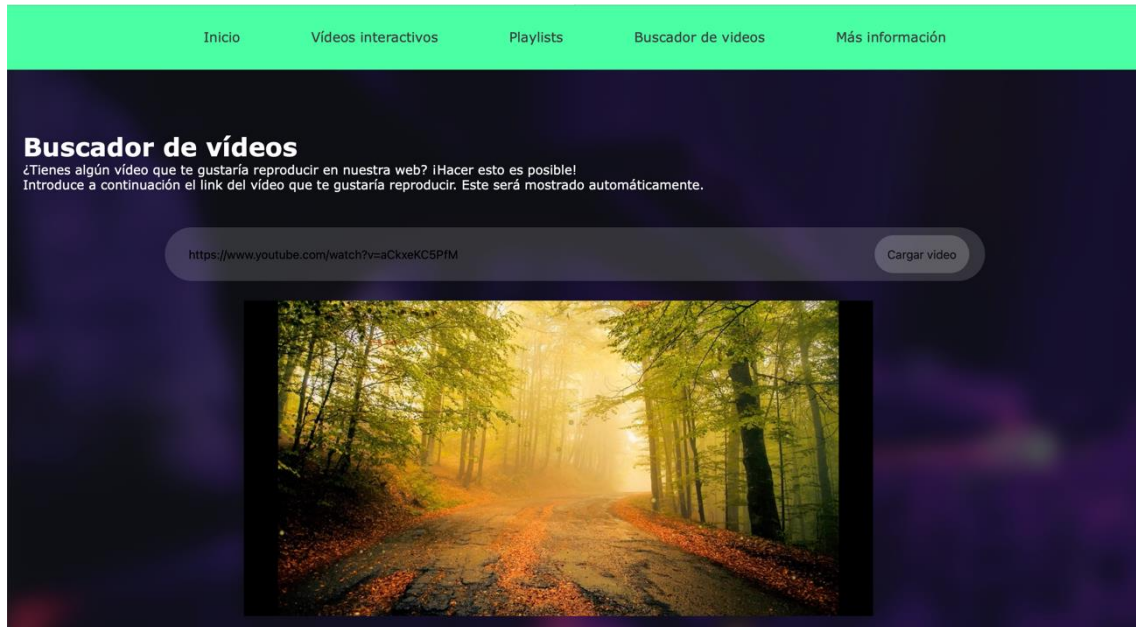 Inicio Vídeos interactivos Playlists Buscador de videos Más información
Buscador de vídeos
¿Tienes algún vídeo que te gustaría reproducir en nuestra web? ¡Hacer esto es posible!
Introduce a continuación el link del vídeo que te gustaría reproducir. Este será mostrado automáticamente.
https://www.youtube.com/watch?v=aCkxeKC5PfM Cargar vídeo